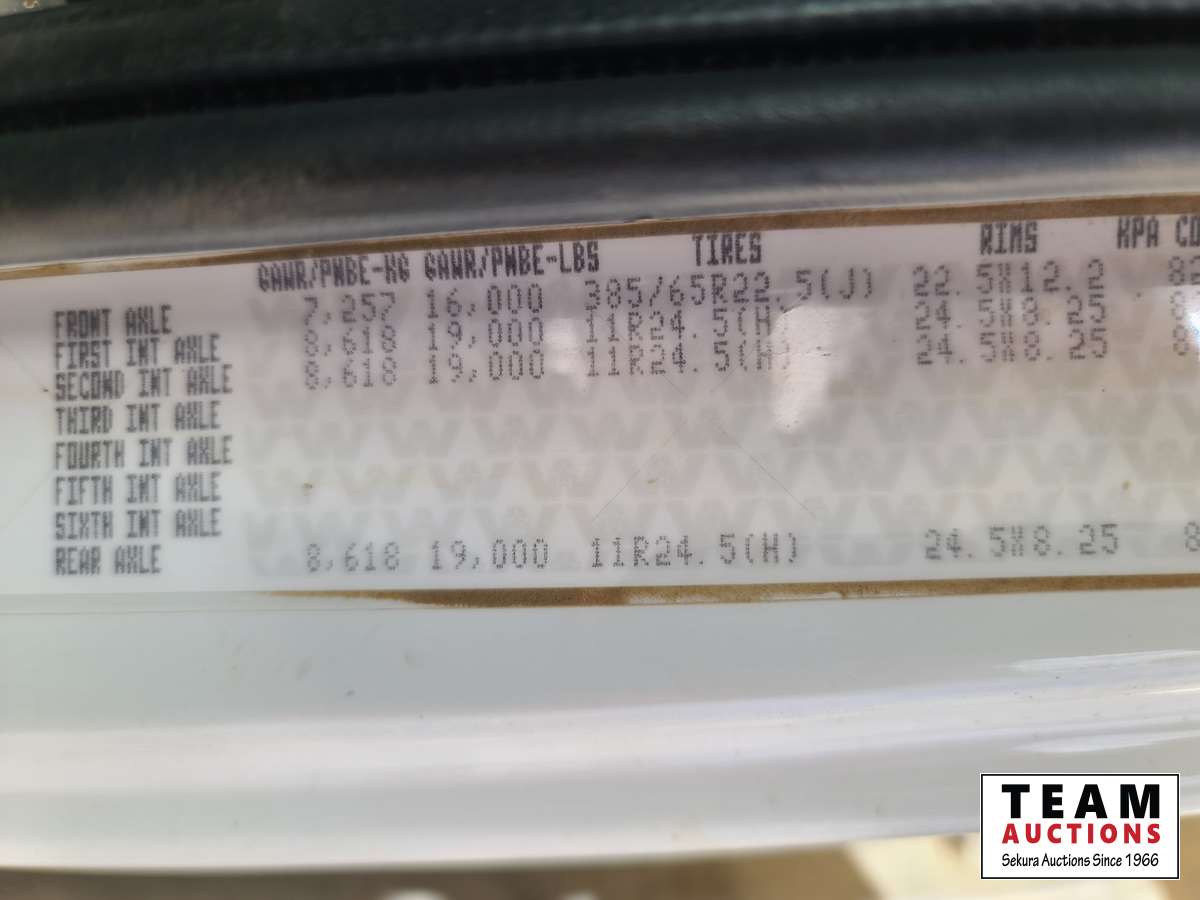 GAWR/PNBE-KG GAWR/PNBE-LBS TIRES RIMS KPA
FRONT AXLE 7,257 16,000 385/65R22.5(J) 22.5X12.2
FIRST INT AXLE 8,618 19,000 11R24.5(H) 24.5X8.25
SECOND INT AXLE 8,618 19,000 11R24.5(H) 24.5X8.25
THIRD INT AXLE
FOURTH INT AXLE
FIFTH INT AXLE
SIXTH INT AXLE
REAR AXLE 8,618 19,000 11R24.5(H) 24.5X8.25
TEAM
AUCTIONS
Sekura Auctions Since 1966